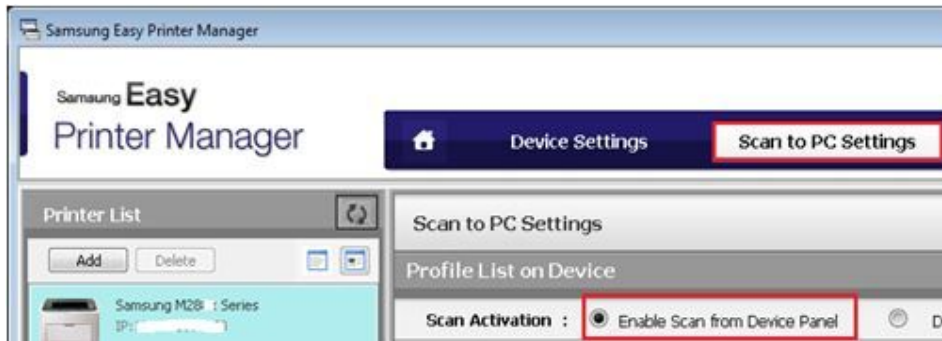 Samsung Easy Printer Manager
Samsung Easy
Printer Manager
Device Settings
Scan to PC Settings
Printer List
Add
Delete
Samsung M28 : Series
IP:
Scan to PC Settings
Profile List on Device
Scan Activation :
Enable Scan from Device Panel
D